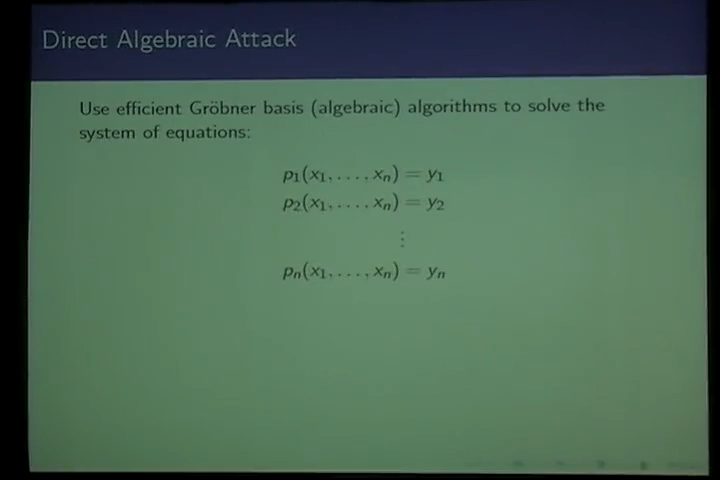 Direct Algebraic Attack
Use efficient Gröbner basis (algebraic) algorithms to solve the
system of equations:
p₁(x₁, . . . , xₙ) = y₁
p₂(x₁, . . . , xₙ) = y₂
⋮
pₙ(x₁, . . . , xₙ) = yₙ